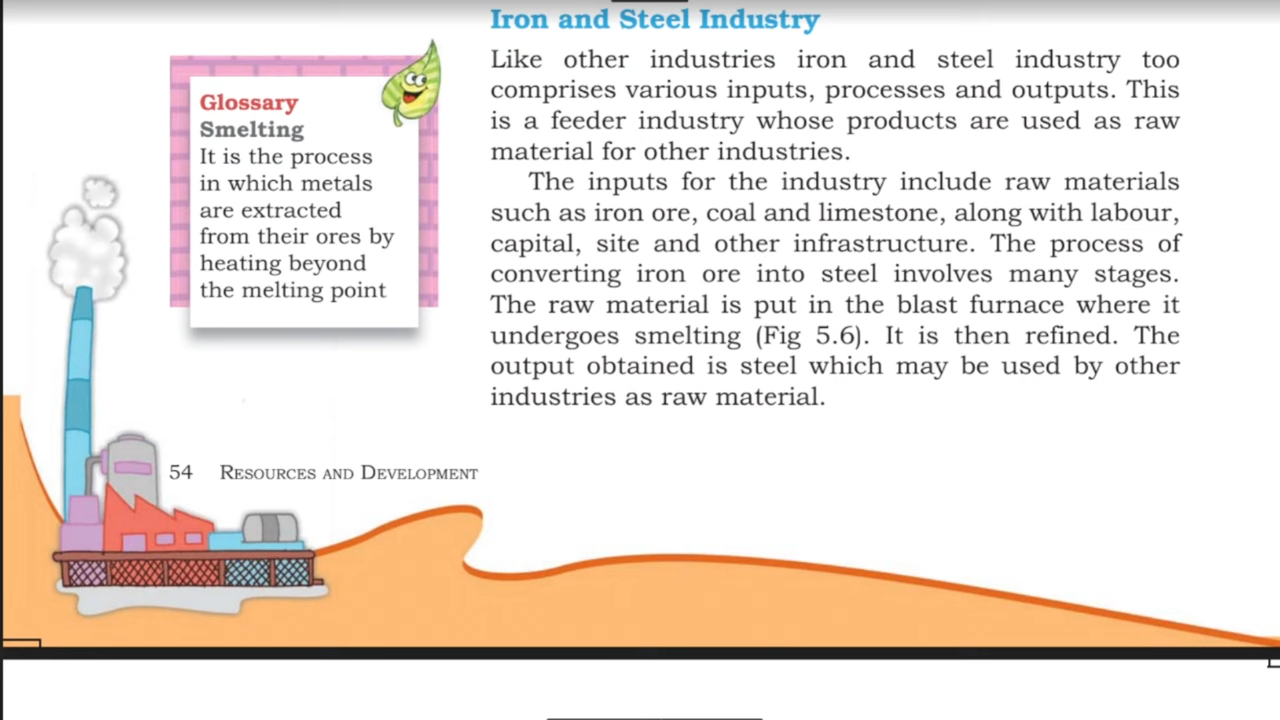 Iron and Steel Industry
Like other industries iron and steel industry too
comprises various inputs, processes and outputs. This
is a feeder industry whose products are used as raw
material for other industries.
The inputs for the industry include raw materials
such as iron ore, coal and limestone, along with labour,
capital, site and other infrastructure. The process of
converting iron ore into steel involves many stages.
The raw material is put in the blast furnace where it
undergoes smelting (Fig 5.6). It is then refined. The
output obtained is steel which may be used by other
industries as raw material.
Glossary
Smelting
It is the process
in which metals
are extracted
from their ores by
heating beyond
the melting point
54 Resources and Development